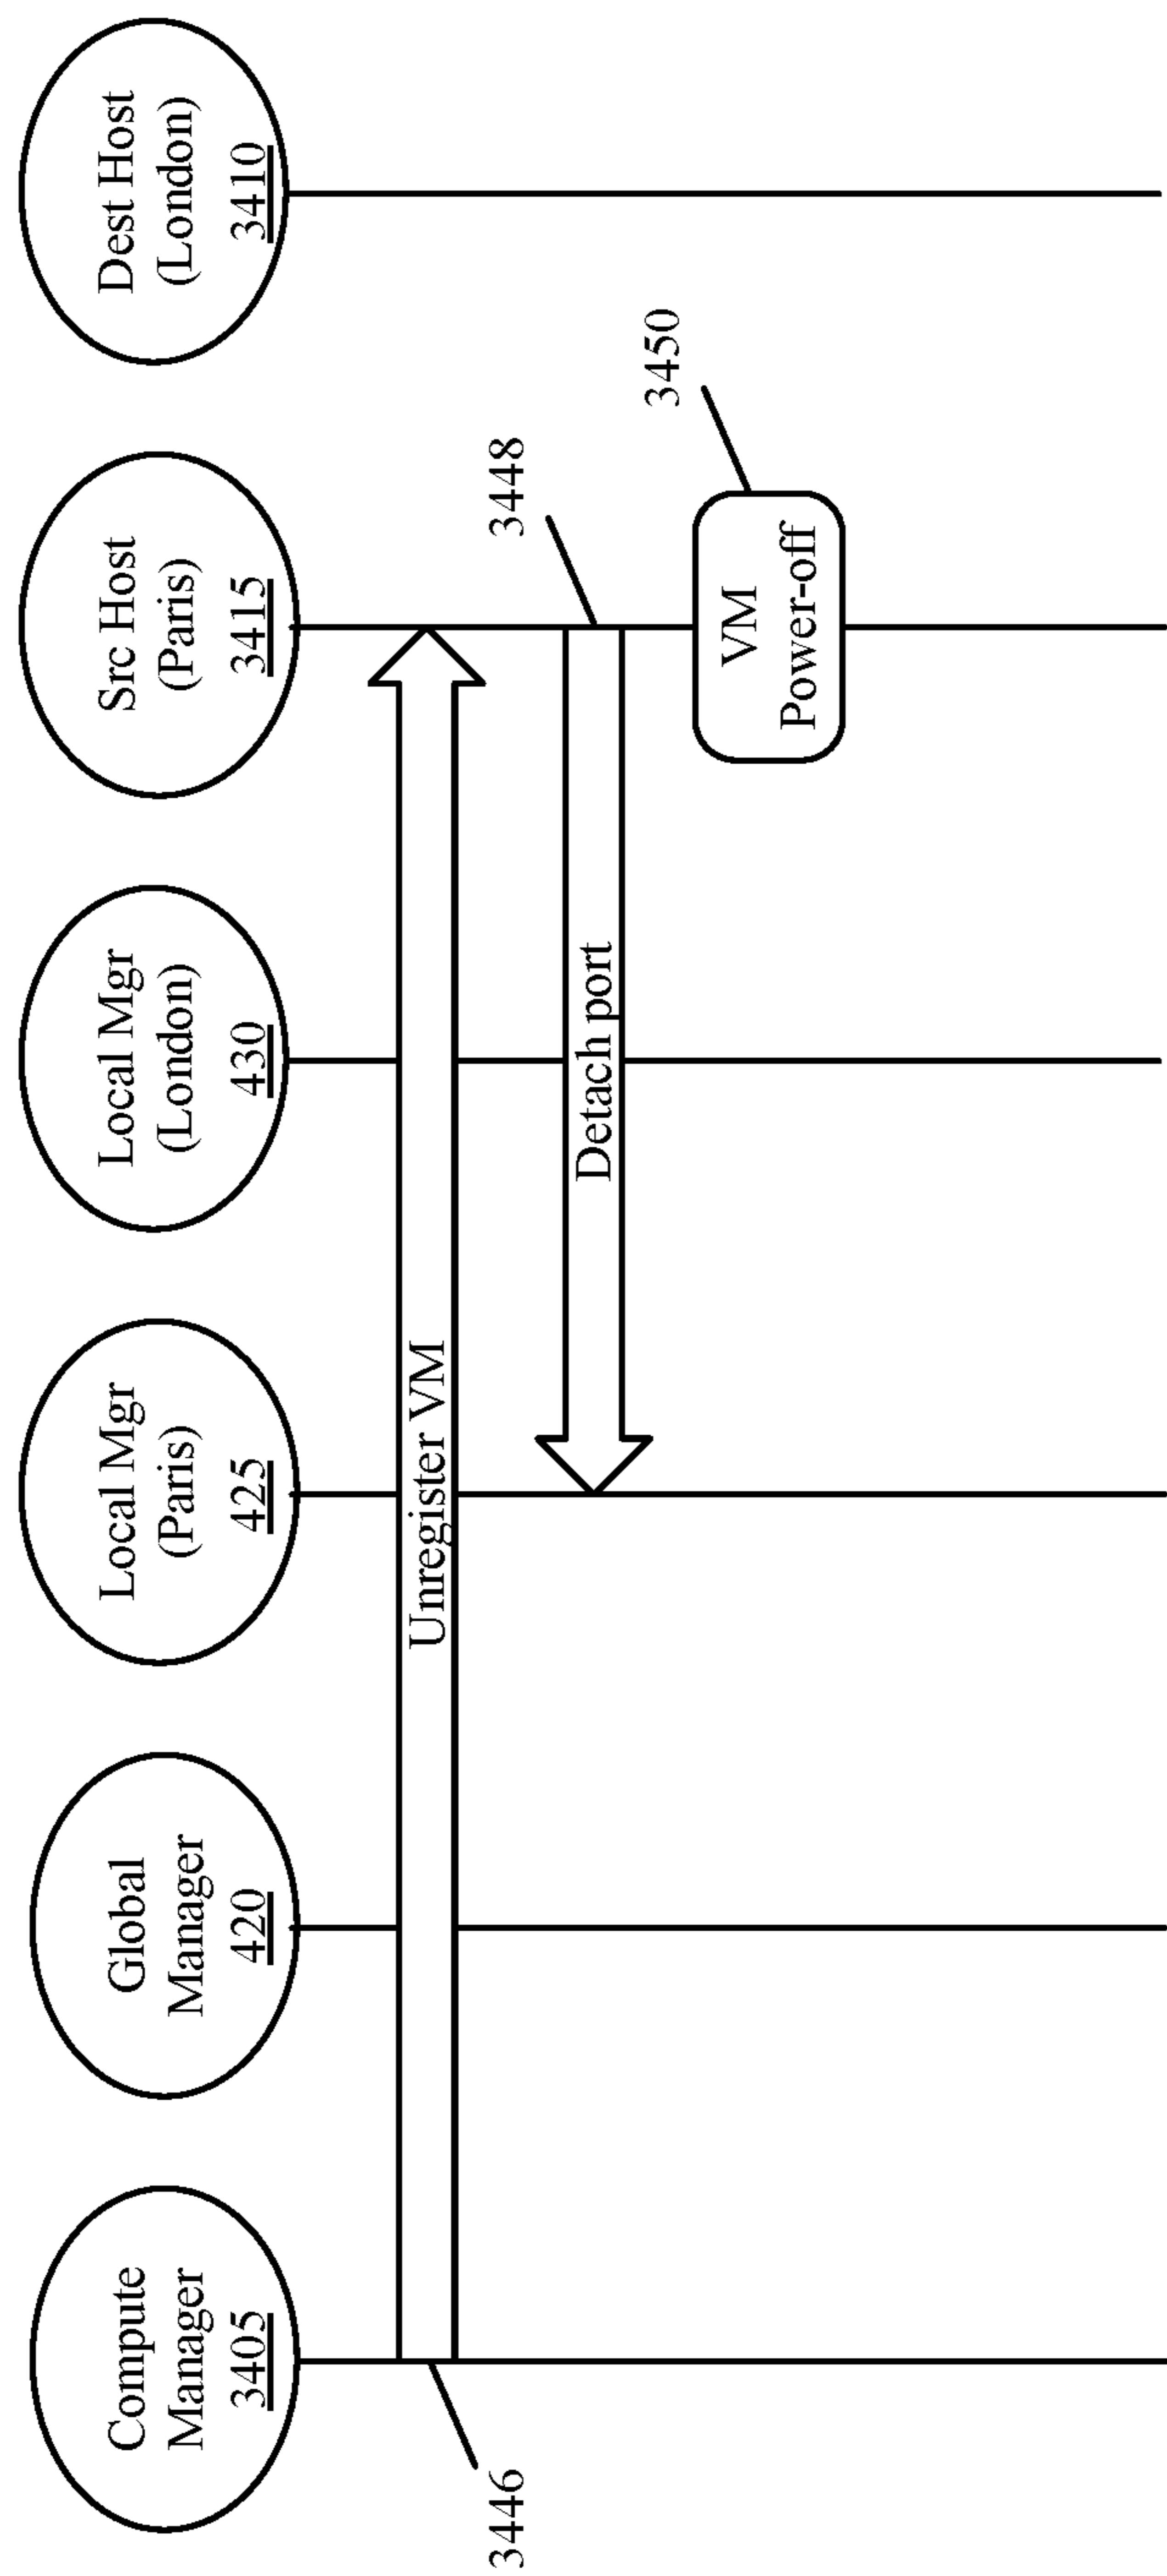 Compute
Manager
3405
Global
Manager
420
Local Mgr
(Paris)
425
Local Mgr
(London)
430
Src Host
(Paris)
3415
Dest Host
(London)
3410
3446
Unregister VM
3448
Detach port
3450
VM
Power-off